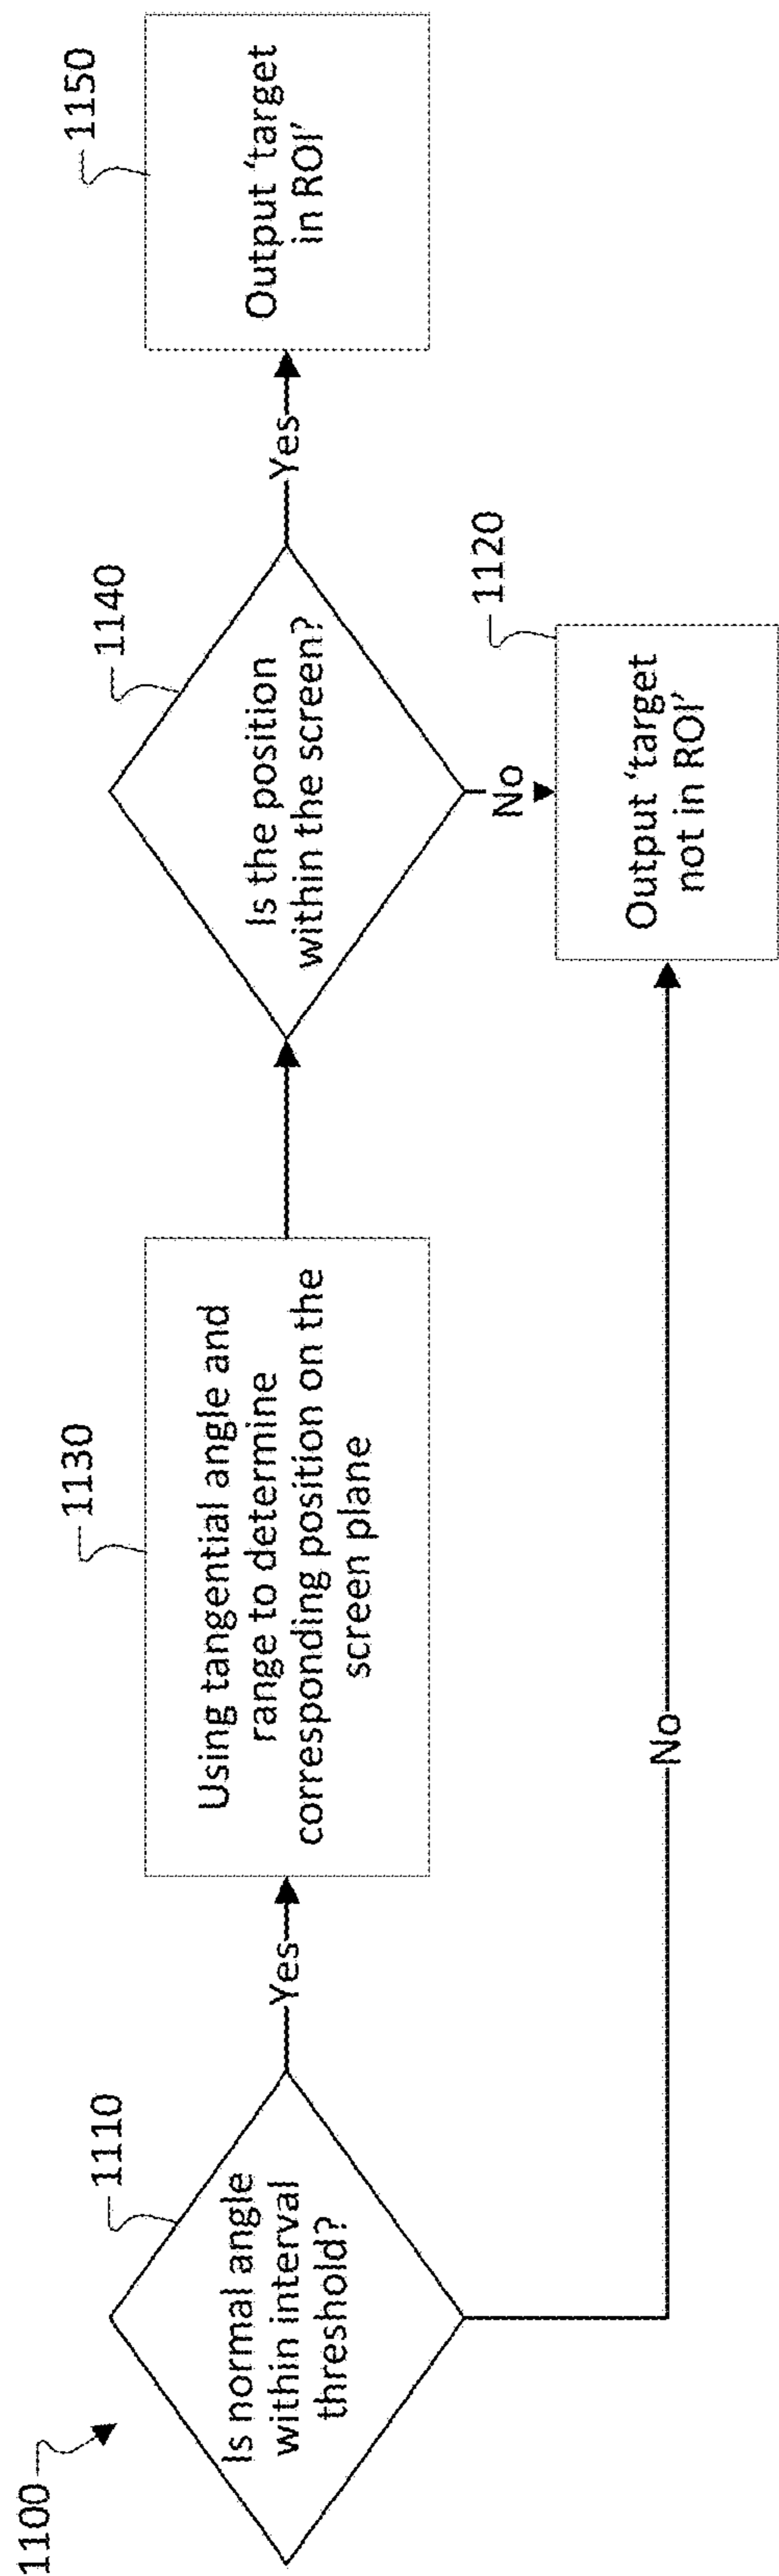 1100
1110
Is normal angle
within interval
threshold?
Yes
No
1130
Using tangential angle and
range to determine
corresponding position on the
screen plane
1140
Is the position
within the screen?
Yes
No
1150
Output ‘target
in ROI’
1120
Output ‘target
not in ROI’